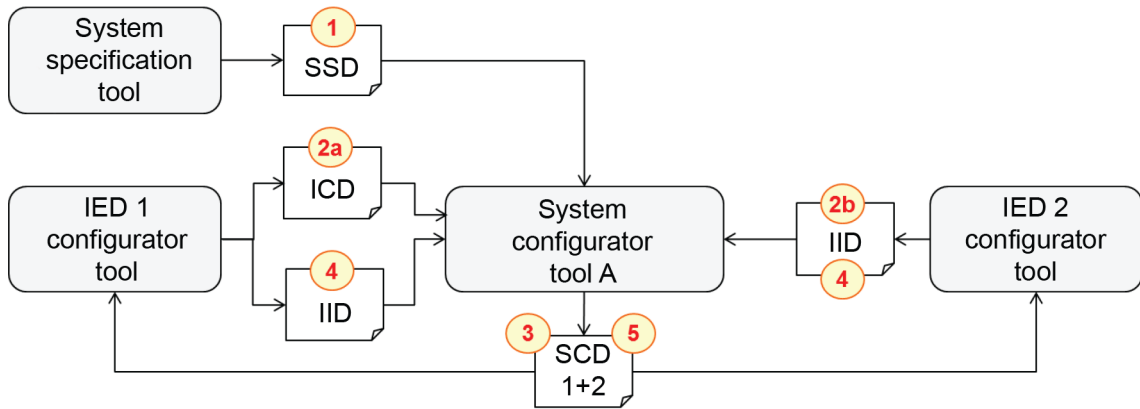 System
specification
tool
1
SSD
2a
ICD
IED 1
configurator
tool
4
IID
System
configurator
tool A
2b
IID
4
IED 2
configurator
tool
3
5
SCD
1+2